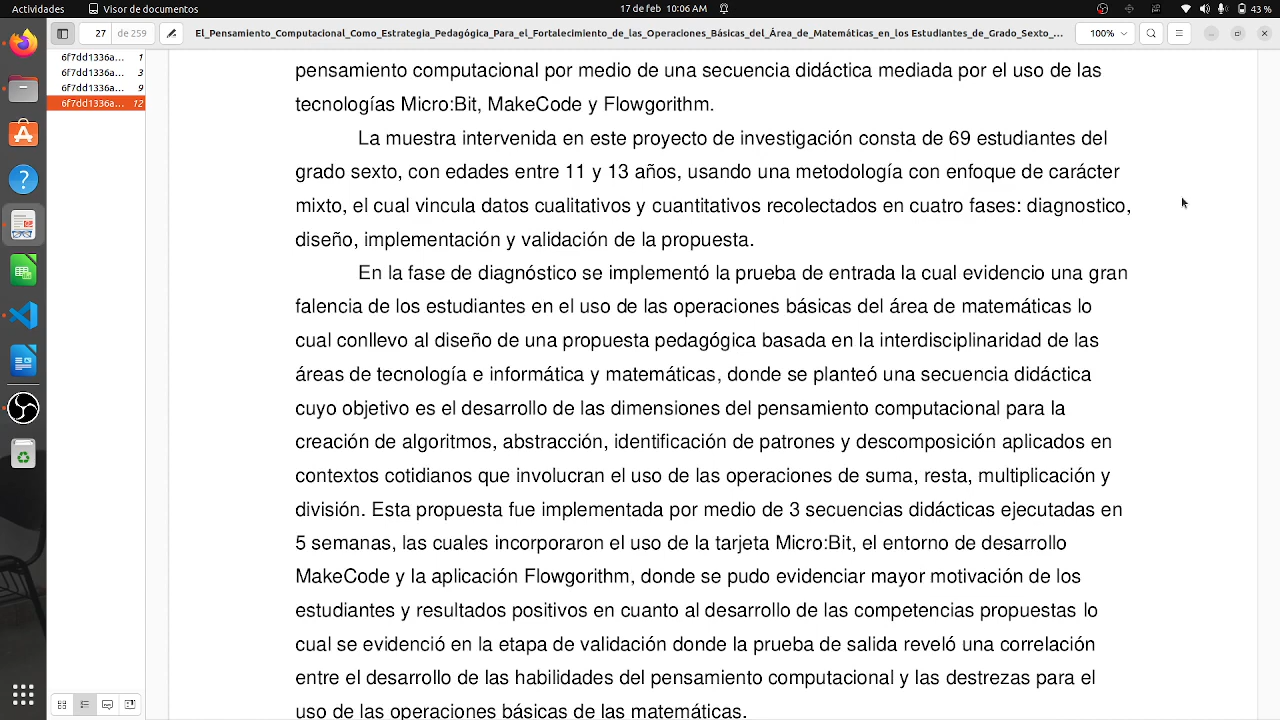 Actividades
Visor de documentos
17 de feb 10:06 AM
43 %
27 de 259
El_Pensamiento_Computacional_Como_Estrategia_Pedagógica_Para_el_Fortalecimiento_de_las_Operaciones_Básicas_del_Área_de_Matemáticas_en_los Estudiantes_de_Grado_Sexto_...
100%
6f7dd1336a... 1
6f7dd1336a... 3
6f7dd1336a... 9
6f7dd1336a... 12
pensamiento computacional por medio de una secuencia didáctica mediada por el uso de las
tecnologías Micro:Bit, MakeCode y Flowgorithm.
La muestra intervenida en este proyecto de investigación consta de 69 estudiantes del
grado sexto, con edades entre 11 y 13 años, usando una metodología con enfoque de carácter
mixto, el cual vincula datos cualitativos y cuantitativos recolectados en cuatro fases: diagnostico,
diseño, implementación y validación de la propuesta.
En la fase de diagnóstico se implementó la prueba de entrada la cual evidencio una gran
falencia de los estudiantes en el uso de las operaciones básicas del área de matemáticas lo
cual conllevo al diseño de una propuesta pedagógica basada en la interdisciplinaridad de las
áreas de tecnología e informática y matemáticas, donde se planteó una secuencia didáctica
cuyo objetivo es el desarrollo de las dimensiones del pensamiento computacional para la
creación de algoritmos, abstracción, identificación de patrones y descomposición aplicados en
contextos cotidianos que involucran el uso de las operaciones de suma, resta, multiplicación y
división. Esta propuesta fue implementada por medio de 3 secuencias didácticas ejecutadas en
5 semanas, las cuales incorporaron el uso de la tarjeta Micro:Bit, el entorno de desarrollo
MakeCode y la aplicación Flowgorithm, donde se pudo evidenciar mayor motivación de los
estudiantes y resultados positivos en cuanto al desarrollo de las competencias propuestas lo
cual se evidenció en la etapa de validación donde la prueba de salida reveló una correlación
entre el desarrollo de las habilidades del pensamiento computacional y las destrezas para el
uso de las operaciones básicas de las matemáticas.